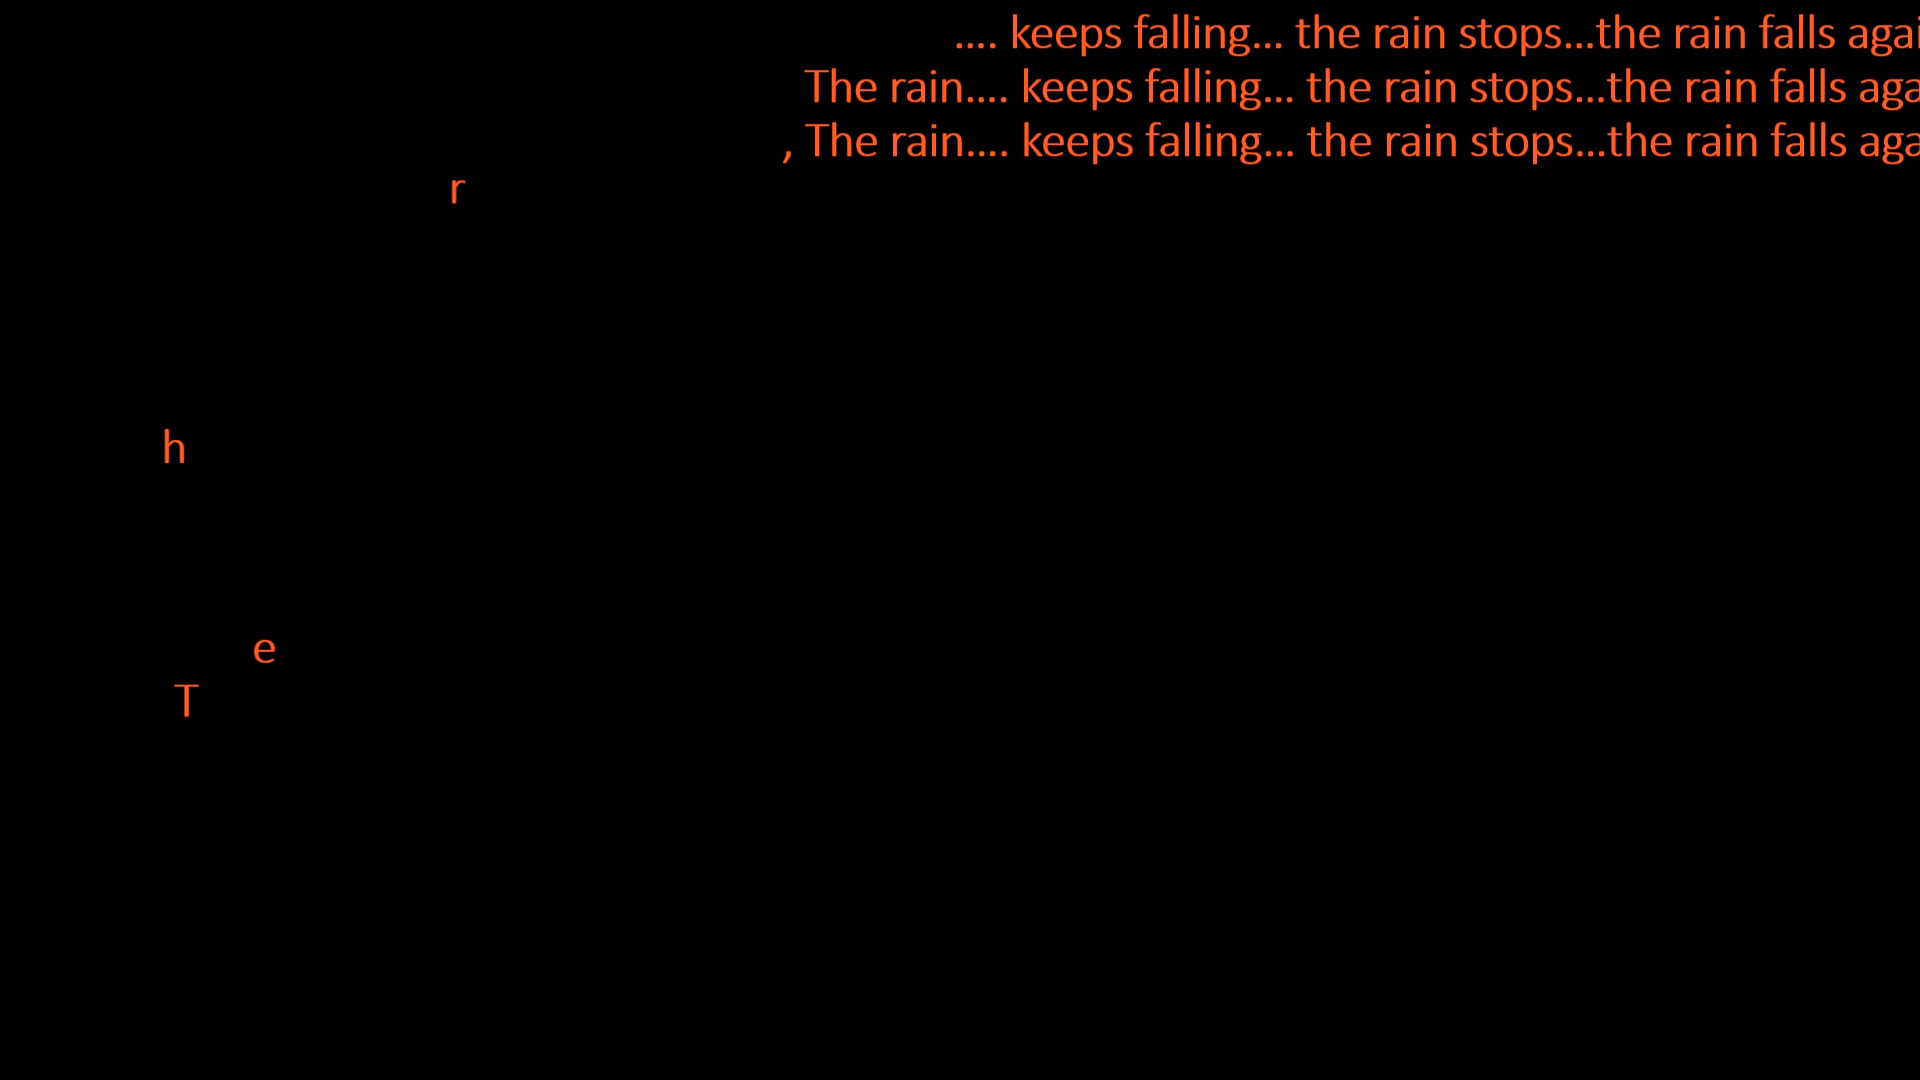 .... keeps falling... the rain stops...the rain falls agai
The rain.... keeps falling... the rain stops...the rain falls aga
, The rain.... keeps falling... the rain stops...the rain falls aga
r
h
e
T